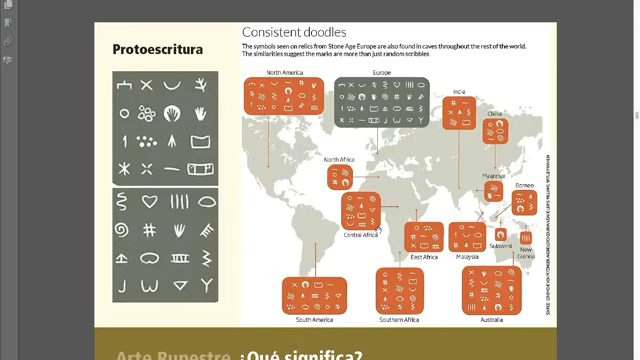 Protoescritura
Consistent doodles
The symbols seen on relics from Stone Age Europe are also found in caves throughout the rest of the world.
The similarities suggest the marks are more than just random scribbles
North America
Europe
India
China
North Africa
Myanmar
Borneo
Central Africa
East Africa
Malaysia
Sulawesi
New
Guinea
South America
Southern Africa
Australia
Arte Rupestre ¿Qué significa?